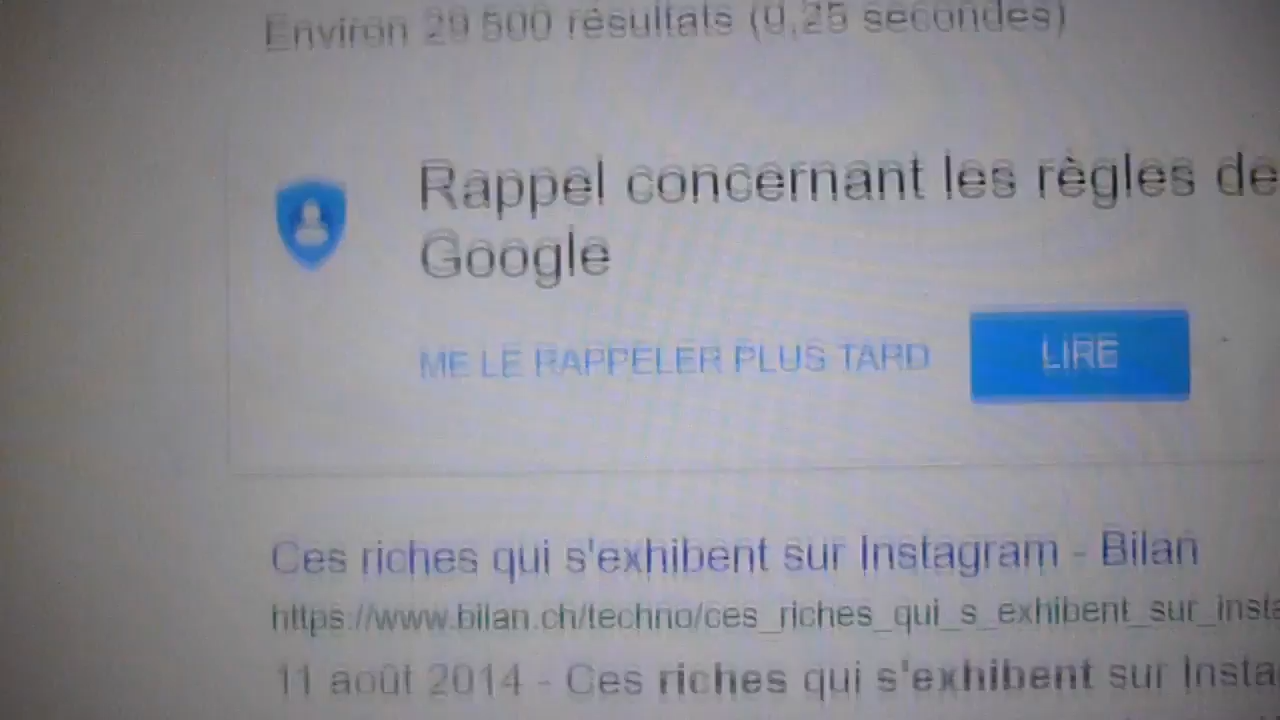 Environ 29 500 résultats (0,25 secondes)
Rappel concernant les règles de
Google
ME LE RAPPELER PLUS TARD
LIRE
Ces riches qui s'exhibent sur Instagram - Bilan
https://www.bilan.ch/techno/ces_riches_qui_s_exhibent_sur_insta
11 août 2014 - Ces riches qui s'exhibent sur Insta